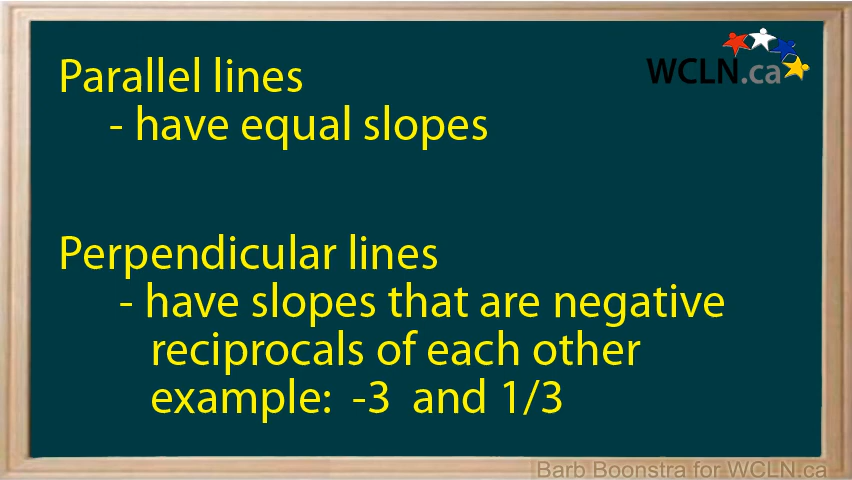 WCLN.ca
Parallel lines
- have equal slopes
Perpendicular lines
- have slopes that are negative
reciprocals of each other
example: -3 and 1/3
Barb Boonstra for WCLN.ca